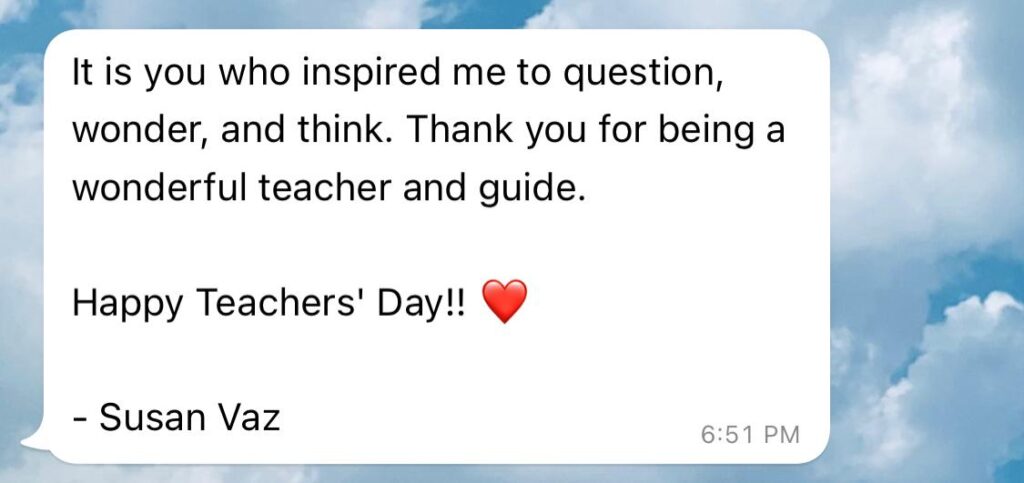 It is you who inspired me to question,
wonder, and think. Thank you for being a
wonderful teacher and guide.
Happy Teachers' Day!! ❤️
- Susan Vaz
6:51 PM